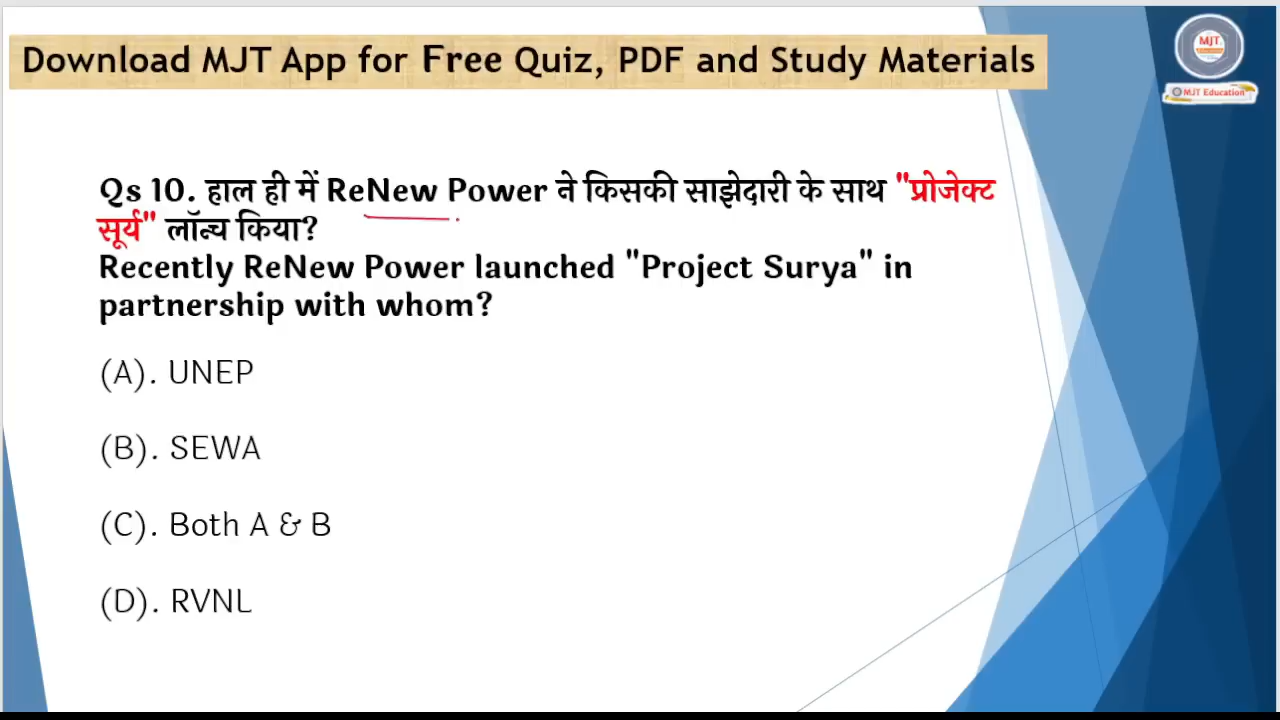 Download MJT App for Free Quiz, PDF and Study Materials
MJT
MJT Education
Qs 10. हाल ही में ReNew Power ने किसकी साझेदारी के साथ "प्रोजेक्ट
सूर्य" लॉन्च किया?
Recently ReNew Power launched "Project Surya" in
partnership with whom?
(A). UNEP
(B). SEWA
(C). Both A & B
(D). RVNL